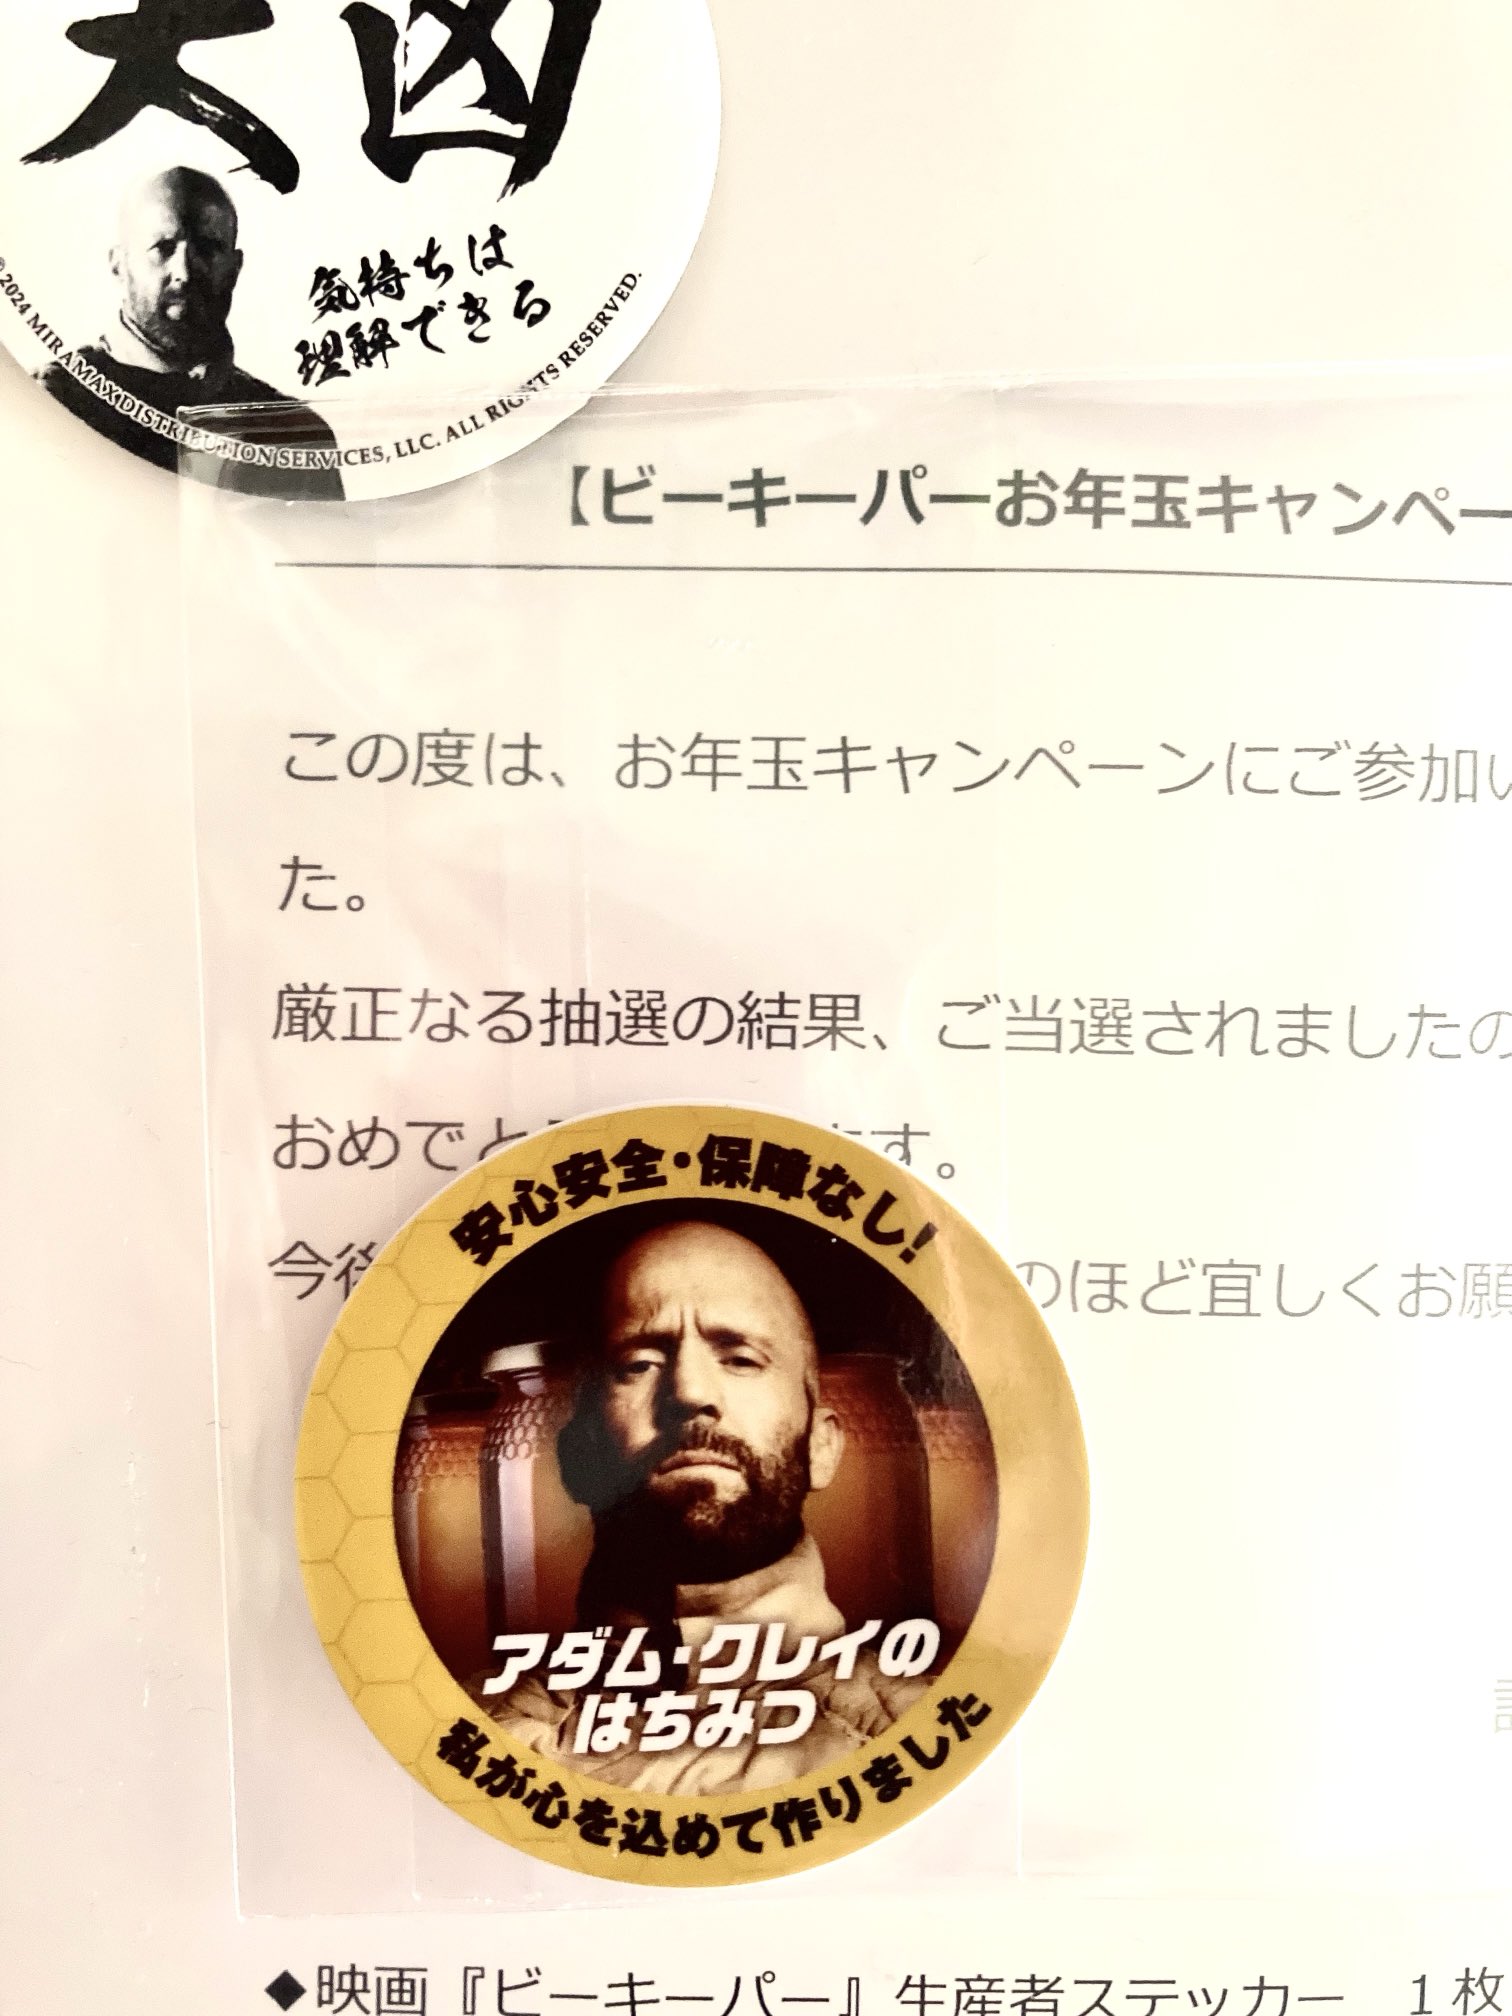 大凶
気持ちは
理解できる
2024 MIRAMAX DISTRIBUTION SERVICES, LLC. ALL RIGHTS RESERVED.
【ビーキーパーお年玉キャンペー
この度は、お年玉キャンペーンにご参加い
た。
厳正なる抽選の結果、ご当選されましたの
おめでと ます。
今後 のほど宜しくお願
安心安全・保障なし!
アダム・クレイの
はちみつ
私が心を込めて作りました
◆映画『ビーキーパー』生産者ステッカー 1枚